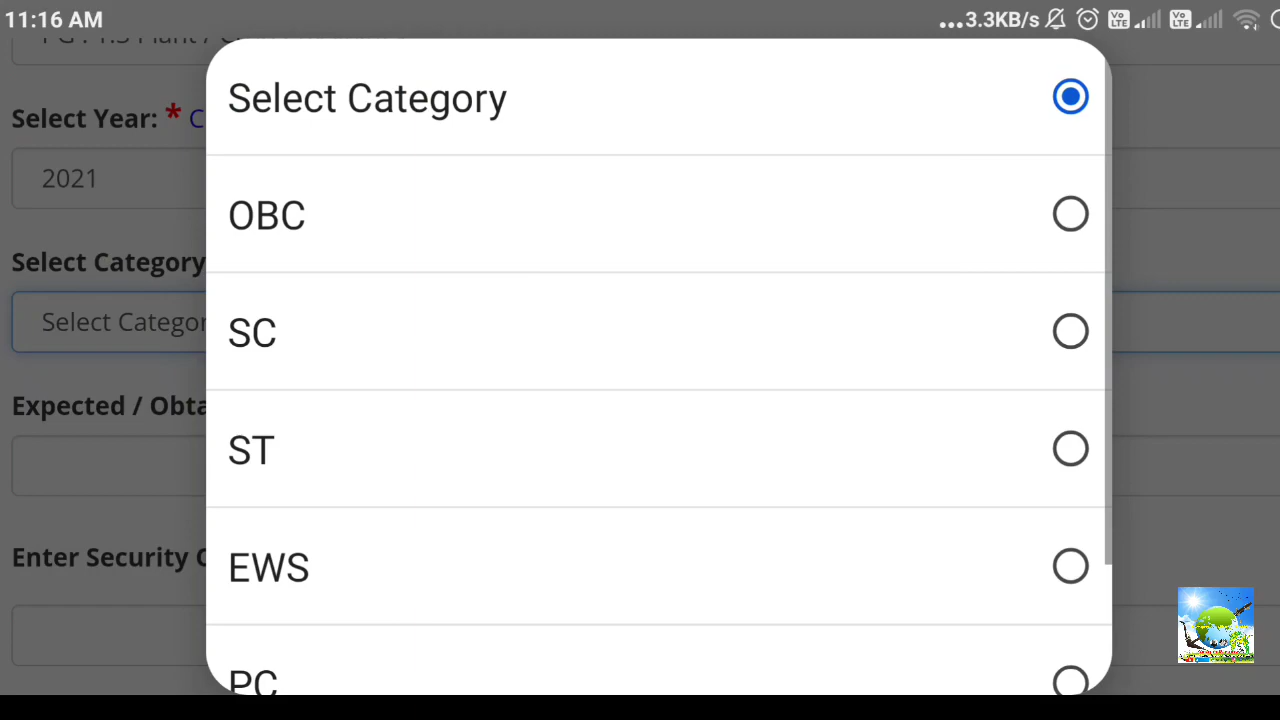 11:16 AM
...3.3KB/s
Select Category
Select Year: * C
2021
OBC
Select Category
Select Categor
SC
Expected / Obta
ST
Enter Security C
EWS
PC